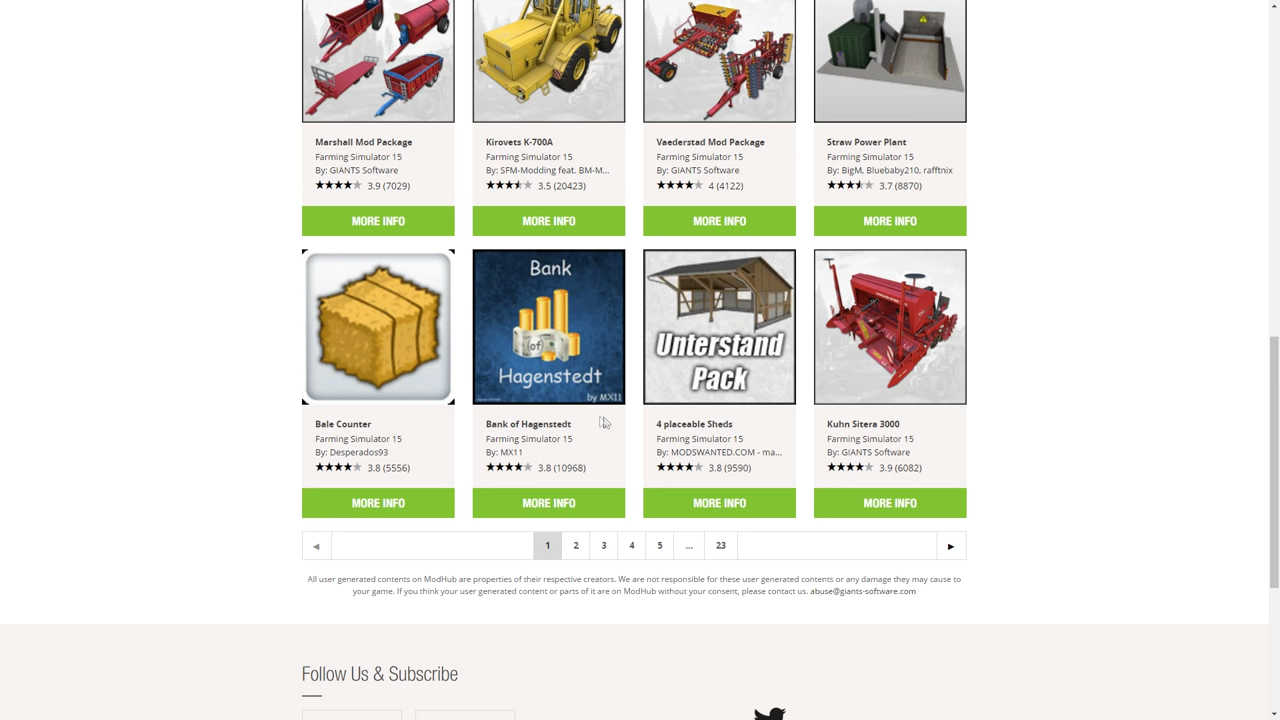 Marshall Mod Package
Farming Simulator 15
By: GIANTS Software
3.9 (7029)
MORE INFO
Kirovets K-700A
Farming Simulator 15
By: SFM-Modding feat. BM-M...
3.5 (20423)
MORE INFO
Vaederstad Mod Package
Farming Simulator 15
By: GIANTS Software
4 (4122)
MORE INFO
Straw Power Plant
Farming Simulator 15
By: BigM, Bluebaby210, rafftnix
3.7 (8870)
MORE INFO
Bale Counter
Farming Simulator 15
By: Desperados93
3.8 (5556)
MORE INFO
Bank
of
Hagenstedt
by MX11
Bank of Hagenstedt
Farming Simulator 15
By: MX11
3.8 (10968)
MORE INFO
Unterstand
Pack
4 placeable Sheds
Farming Simulator 15
By: MODSWANTED.COM - ma...
3.8 (9590)
MORE INFO
Kuhn Sitera 3000
Farming Simulator 15
By: GIANTS Software
3.9 (6082)
MORE INFO
1 2 3 4 5 ... 23
All user generated contents on ModHub are properties of their respective creators. We are not responsible for these user generated contents or any damage they may cause to
your game. If you think your user generated content or parts of it are on ModHub without your consent, please contact us. abuse@giants-software.com
Follow Us & Subscribe